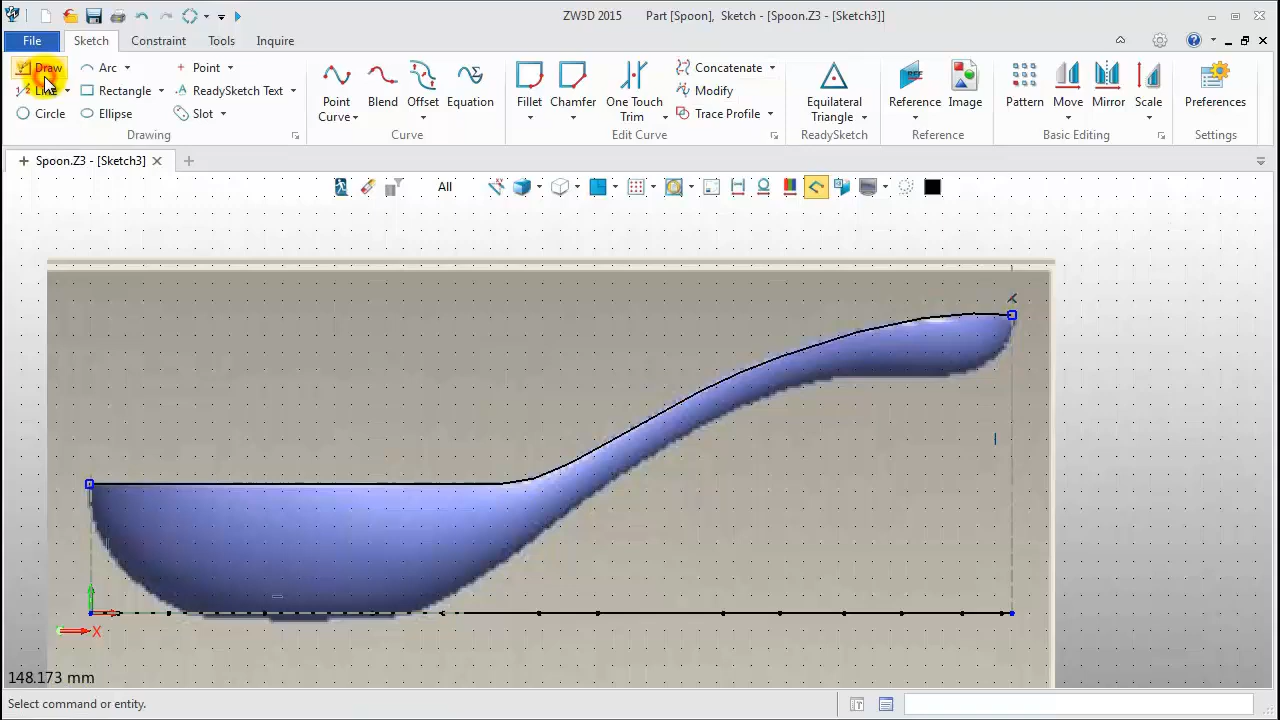 ZW3D 2015 Part [Spoon], Sketch - [Spoon.Z3 - [Sketch3]]
File Sketch Constraint Tools Inquire
Draw Arc Point Concatenate
Line Rectangle ReadySketch Text Modify
Circle Ellipse Slot Trace Profile
Point Curve Blend Offset Equation Fillet Chamfer One Touch Trim Equilateral Triangle Reference Image Pattern Move Mirror Scale Preferences
Drawing Curve Edit Curve ReadySketch Reference Basic Editing Settings
Spoon.Z3 - [Sketch3]
All
X
148.173 mm
Select command or entity.